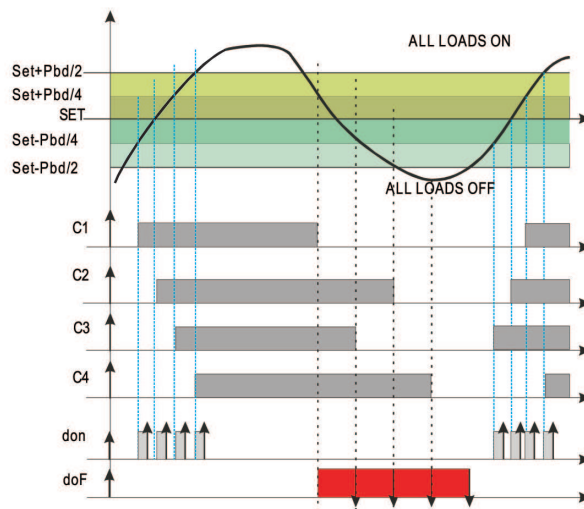 ALL LOADS ON
Set+Pbd/2
Set+Pbd/4
SET
Set-Pbd/4
Set-Pbd/2
ALL LOADS OFF
C1
C2
C3
C4
don
doF